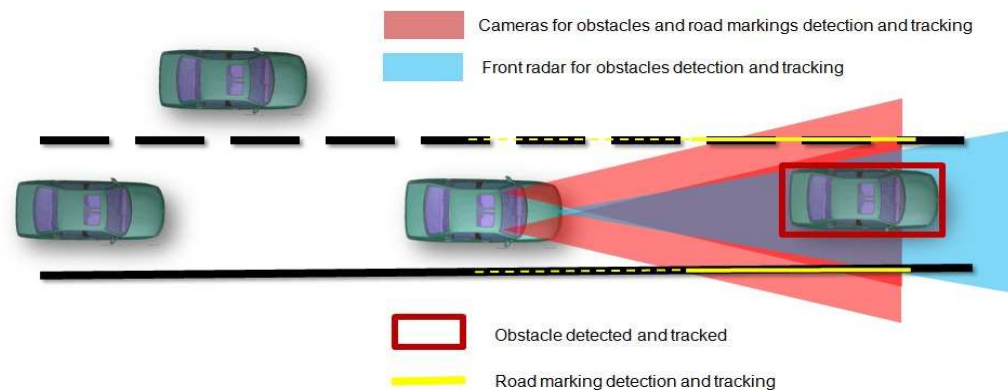 Cameras for obstacles and road markings detection and tracking
Front radar for obstacles detection and tracking
Obstacle detected and tracked
Road marking detection and tracking